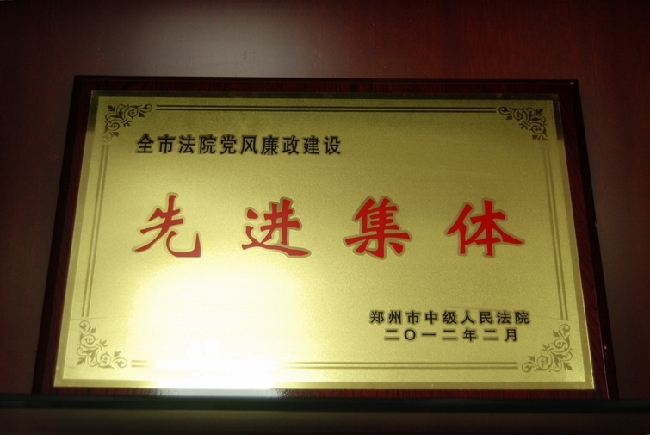 全市法院党风廉政建设
先进集体
郑州市中级人民法院
二〇一二年二月